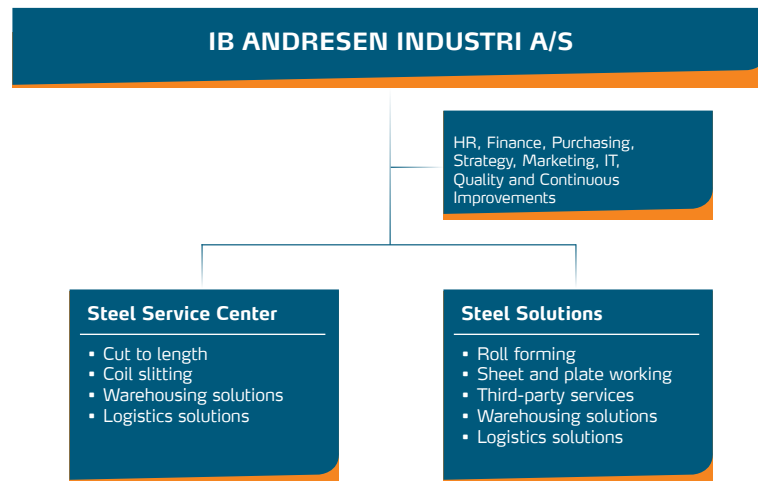 IB ANDRESEN INDUSTRI A/S
HR, Finance, Purchasing,
Strategy, Marketing, IT,
Quality and Continuous
Improvements
Steel Service Center
▪ Cut to length
▪ Coil slitting
▪ Warehousing solutions
▪ Logistics solutions
Steel Solutions
▪ Roll forming
▪ Sheet and plate working
▪ Third-party services
▪ Warehousing solutions
▪ Logistics solutions